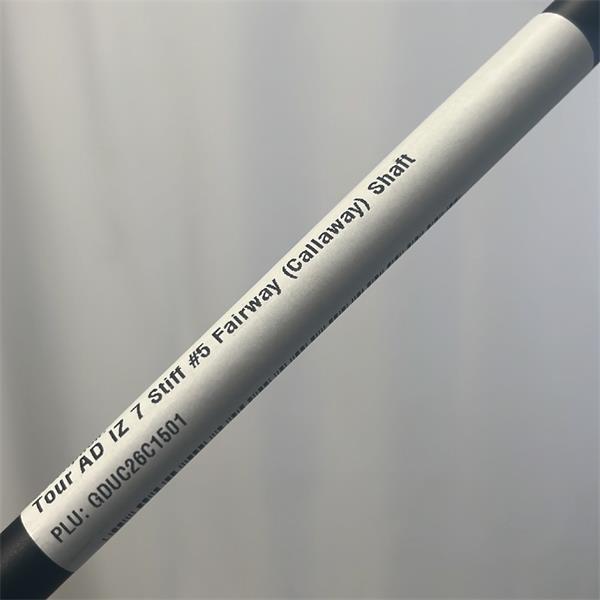 Tour AD IZ 7 Stiff #5 Fairway (Callaway) Shaft
PLU: GDUC26C1501